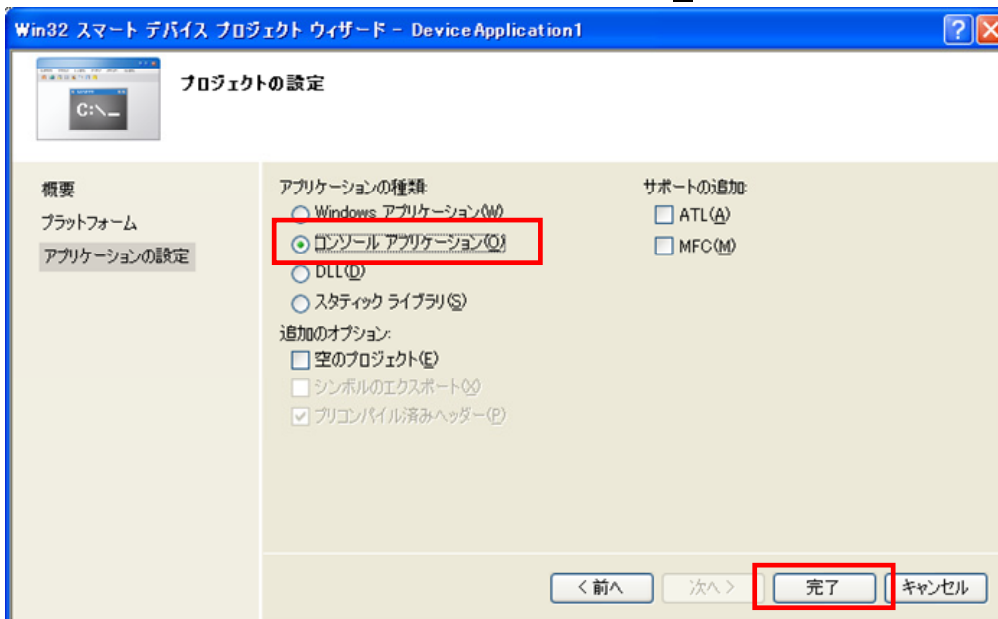 Win32 スマート デバイス プロジェクト ウィザード - DeviceApplication1
C:\_
プロジェクトの設定
概要
プラットフォーム
アプリケーションの設定
アプリケーションの種類:
Windows アプリケーション(W)
コンソール アプリケーション(O)
DLL(D)
スタティック ライブラリ(S)
追加のオプション:
空のプロジェクト(E)
シンボルのエクスポート(X)
プリコンパイル済みヘッダー(P)
サポートの追加:
ATL(A)
MFC(M)
< 前へ
次へ >
完了
キャンセル